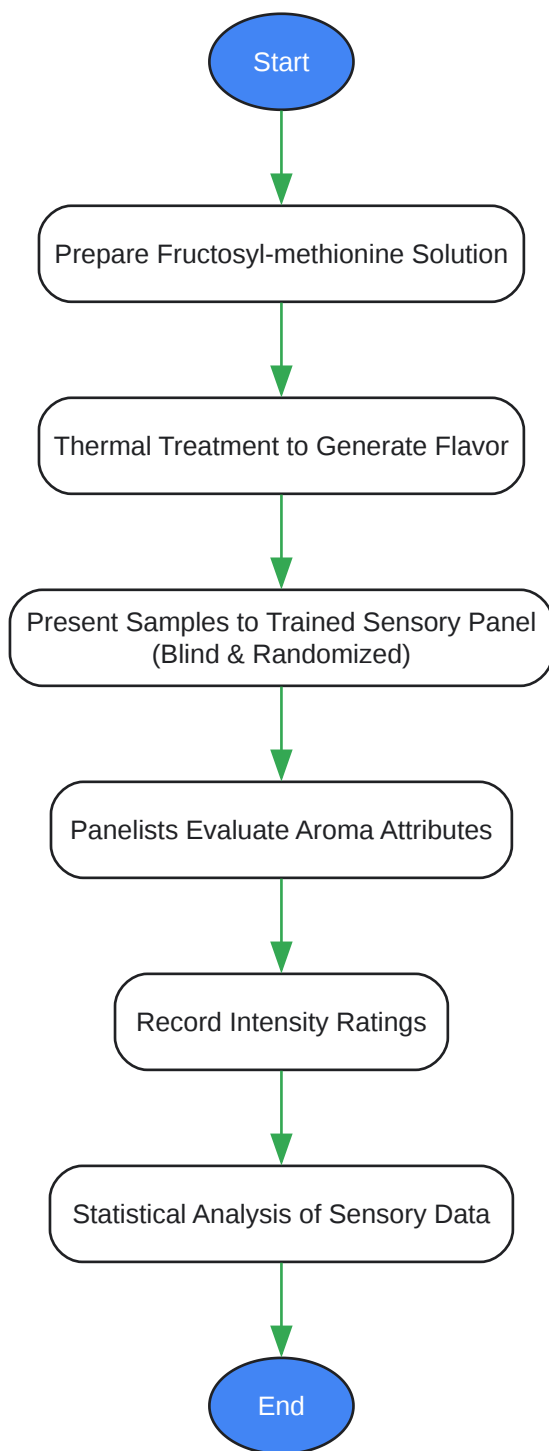 Start
Prepare Fructosyl-methionine Solution
Thermal Treatment to Generate Flavor
Present Samples to Trained Sensory Panel
(Blind & Randomized)
Panelists Evaluate Aroma Attributes
Record Intensity Ratings
Statistical Analysis of Sensory Data
End